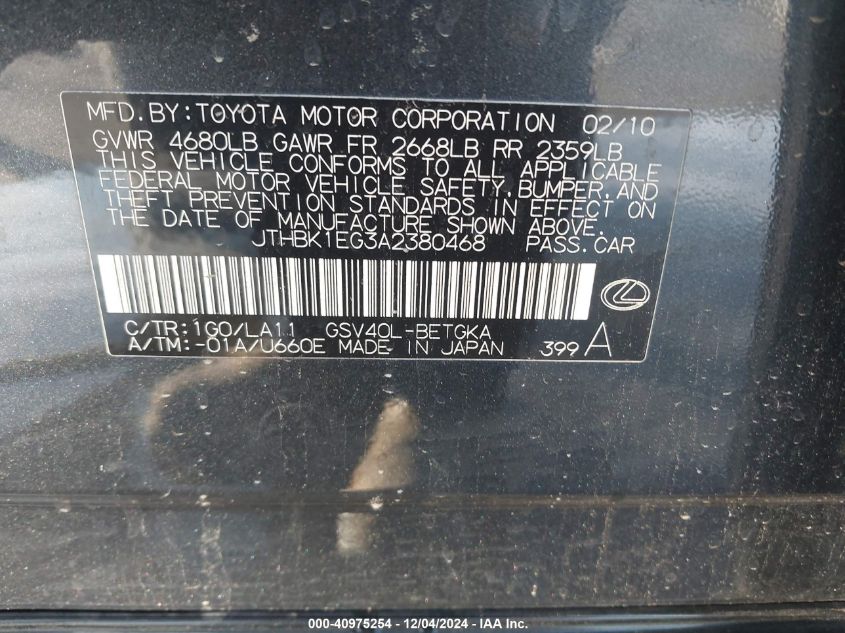 MFD.BY:TOYOTA MOTOR CORPORATION 02/10
GVWR 4680LB GAWR FR 2668LB RR 2359LB
THIS VEHICLE CONFORMS TO ALL APPLICABLE
FEDERAL MOTOR VEHICLE SAFETY,BUMPER,AND
THEFT PREVENTION STANDARDS IN EFFECT ON
THE DATE OF MANUFACTURE SHOWN ABOVE.
JTHBK1EG3A2380468 PASS.CAR
C/TR:1G0/LA11 GSV40L-BETGKA
A/TM:-01A/U660E MADE IN JAPAN 399A
000-40975254 - 12/04/2024 - IAA Inc.